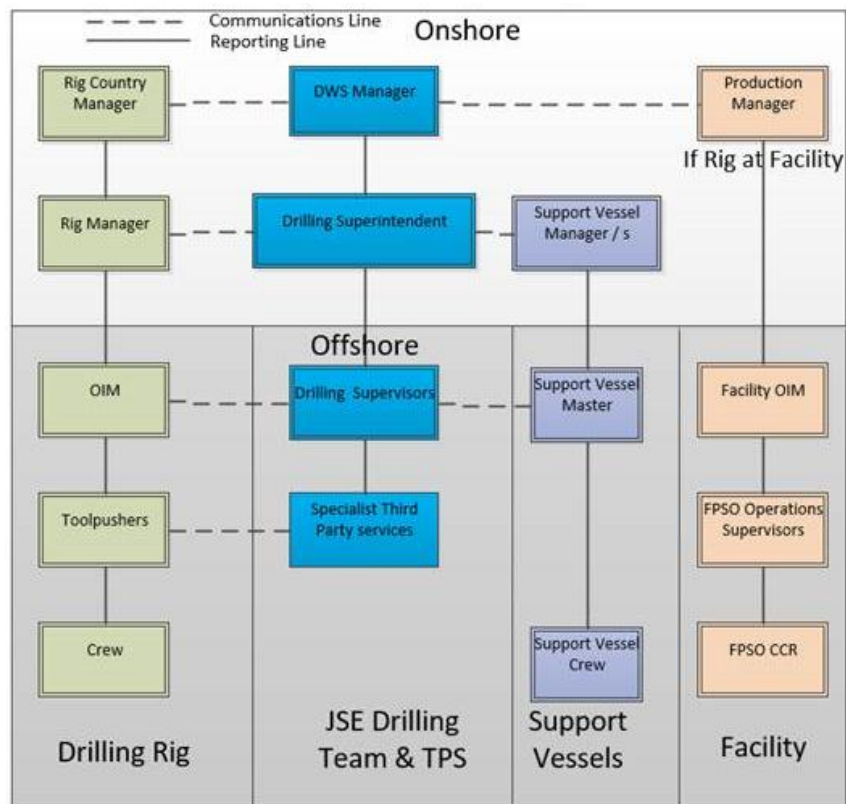 Communications Line
Reporting Line
Onshore
Rig Country
Manager
DWS Manager
Production
Manager
If Rig at Facility
Rig Manager
Drilling Superintendent
Support Vessel
Manager / s
Offshore
OIM
Drilling Supervisors
Support Vessel
Master
Facility OIM
Toolpushers
Specialist Third
Party services
FPSO Operations
Supervisors
Crew
Support Vessel
Crew
FPSO CCR
Drilling Rig
JSE Drilling
Team & TPS
Support
Vessels
Facility